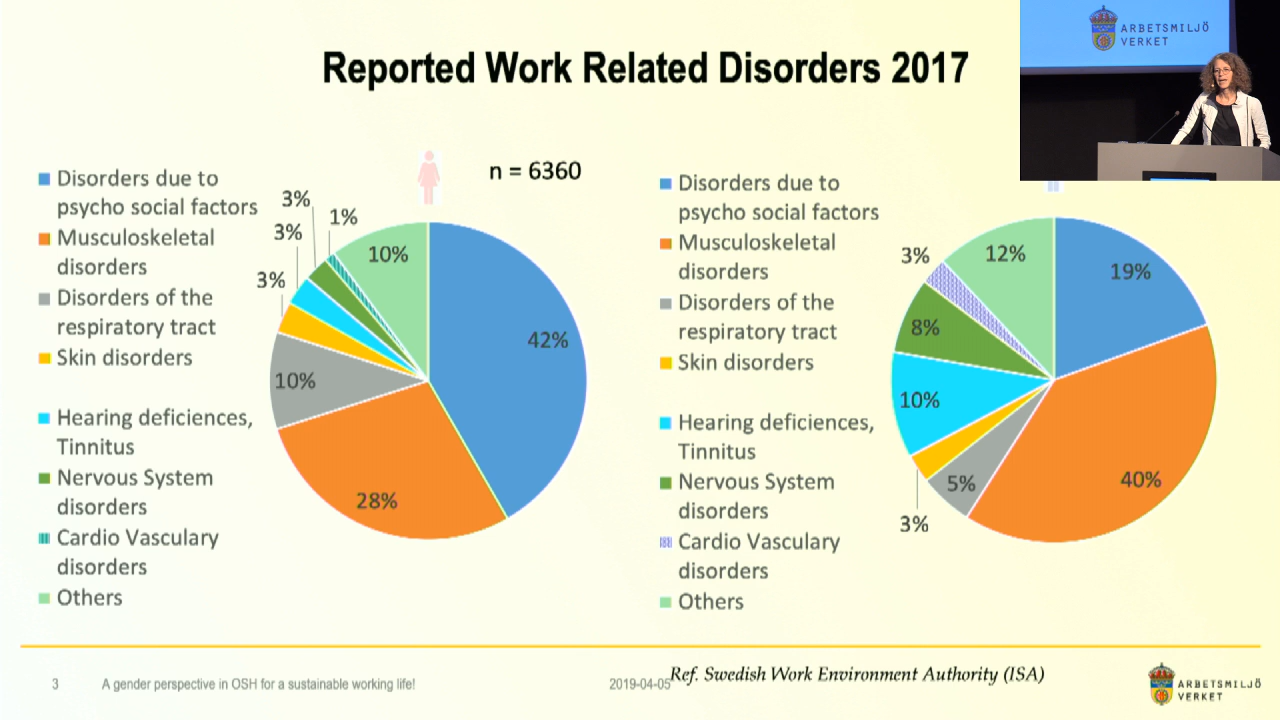 Reported Work Related Disorders 2017
ARBETSMILJÖ
VERKET
n = 6360
Disorders due to
psycho social factors
Musculoskeletal
disorders
Disorders of the
respiratory tract
Skin disorders
Hearing deficiences,
Tinnitus
Nervous System
disorders
Cardio Vasculary
disorders
Others
3%
1%
3%
10%
3%
42%
10%
28%
Disorders due to
psycho social factors
Musculoskeletal
disorders
Disorders of the
respiratory tract
Skin disorders
Hearing deficiences,
Tinnitus
Nervous System
disorders
Cardio Vasculary
disorders
Others
12%
3%
19%
8%
10%
5%
40%
3%
3
A gender perspective in OSH for a sustainable working life!
2019-04-05
Ref. Swedish Work Environment Authority (ISA)
ARBETSMILJÖ
VERKET